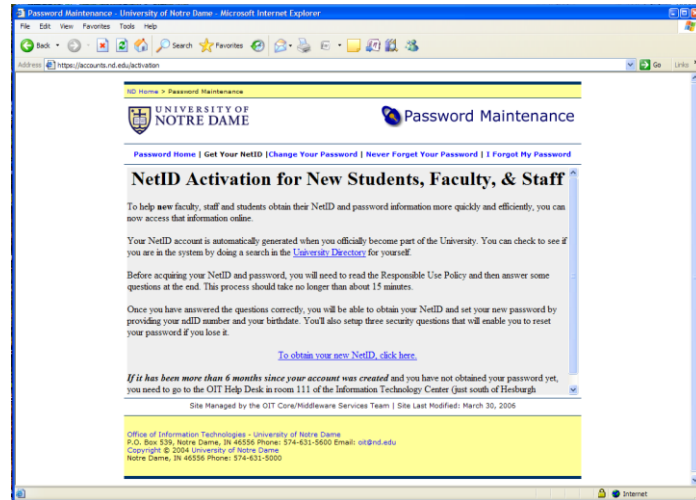 Password Maintenance - University of Notre Dame - Microsoft Internet Explorer
File Edit View Favorites Tools Help
Back Search Favorites
Address https://accounts.nd.edu/activation Go Links
ND Home > Password Maintenance
UNIVERSITY OF
NOTRE DAME
Password Maintenance
Password Home | Get Your NetID |Change Your Password | Never Forget Your Password | I Forgot My Password
NetID Activation for New Students, Faculty, & Staff
To help new faculty, staff and students obtain their NetID and password information more quickly and efficiently, you can
now access that information online.
Your NetID account is automatically generated when you officially become part of the University. You can check to see if
you are in the system by doing a search in the University Directory for yourself.
Before acquiring your NetID and password, you will need to read the Responsible Use Policy and then answer some
questions at the end. This process should take no longer than about 15 minutes.
Once you have answered the questions correctly, you will be able to obtain your NetID and set your new password by
providing your ndID number and your birthdate. You'll also setup three security questions that will enable you to reset
your password if you lose it.
To obtain your new NetID, click here.
If it has been more than 6 months since your account was created and you have not obtained your password yet,
you need to go to the OIT Help Desk in room 111 of the Information Technology Center (just south of Hesburgh
Site Managed by the OIT Core/Middleware Services Team | Site Last Modified: March 30, 2006
Office of Information Technologies - University of Notre Dame
P.O. Box 539, Notre Dame, IN 46556 Phone: 574-631-5600 Email: oit@nd.edu
Copyright © 2004 University of Notre Dame
Notre Dame, IN 46556 Phone: 574-631-5000
Internet